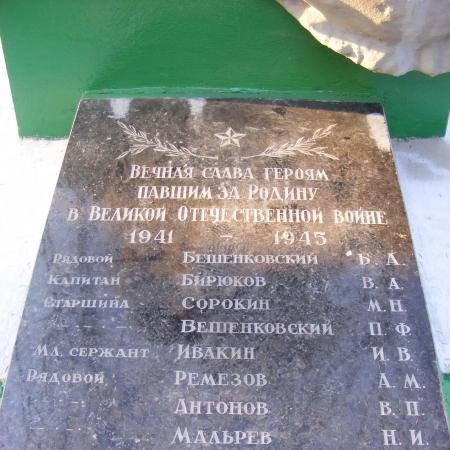 Вечная слава героям
павшим за Родину
в Великой Отечественной войне
1941 – 1945
Рядовой Бешенковский Б. А.
Капитан Бирюков В. А.
Старшина Сорокин М. Н.
— " — Вешенковский П. Ф
Мл. сержант Ивакин И. В.
Рядовой Ремезов А. М.
Антонов В. П.
Мальрев Н. И.